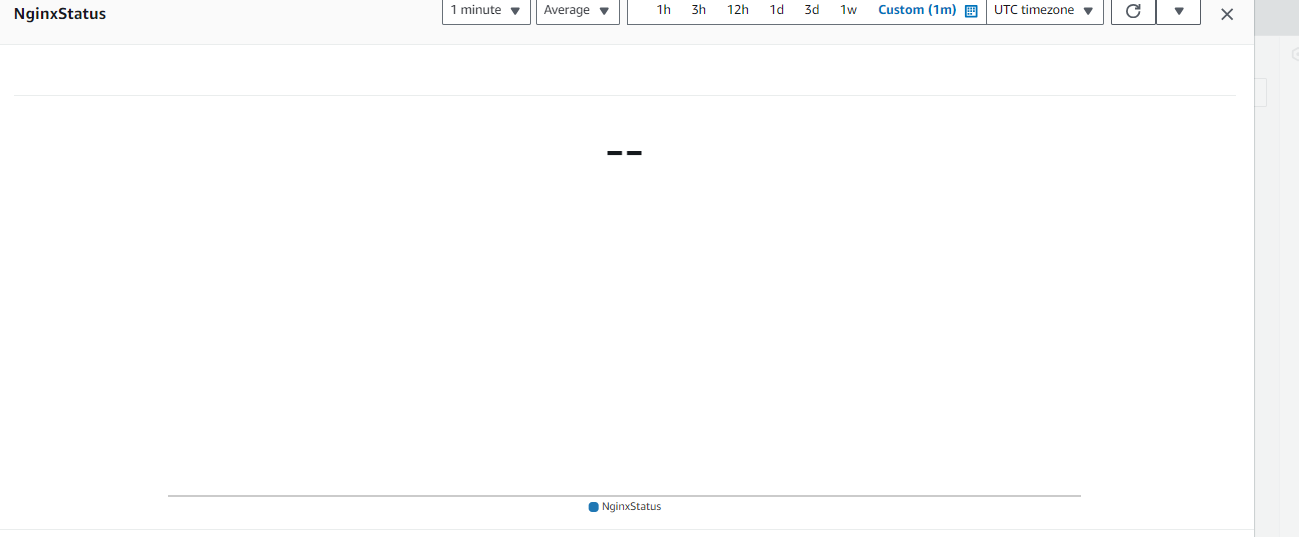 NginxStatus
1 minute
Average
1h 3h 12h 1d 3d 1w Custom (1m)
UTC timezone
--
NginxStatus